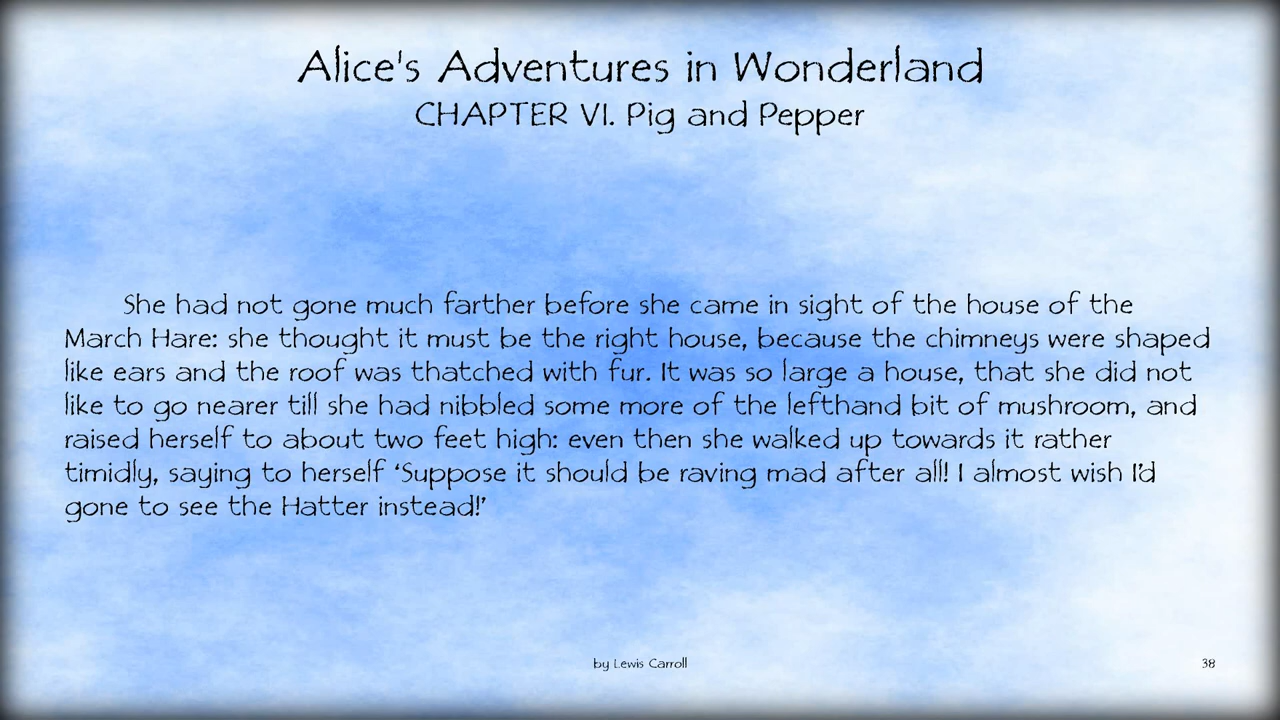 Alice's Adventures in Wonderland
CHAPTER VI. Pig and Pepper
She had not gone much farther before she came in sight of the house of the
March Hare: she thought it must be the right house, because the chimneys were shaped
like ears and the roof was thatched with fur. It was so large a house, that she did not
like to go nearer till she had nibbled some more of the lefthand bit of mushroom, and
raised herself to about two feet high: even then she walked up towards it rather
timidly, saying to herself ‘Suppose it should be raving mad after all! I almost wish I’d
gone to see the Hatter instead!’
by Lewis Carroll
38